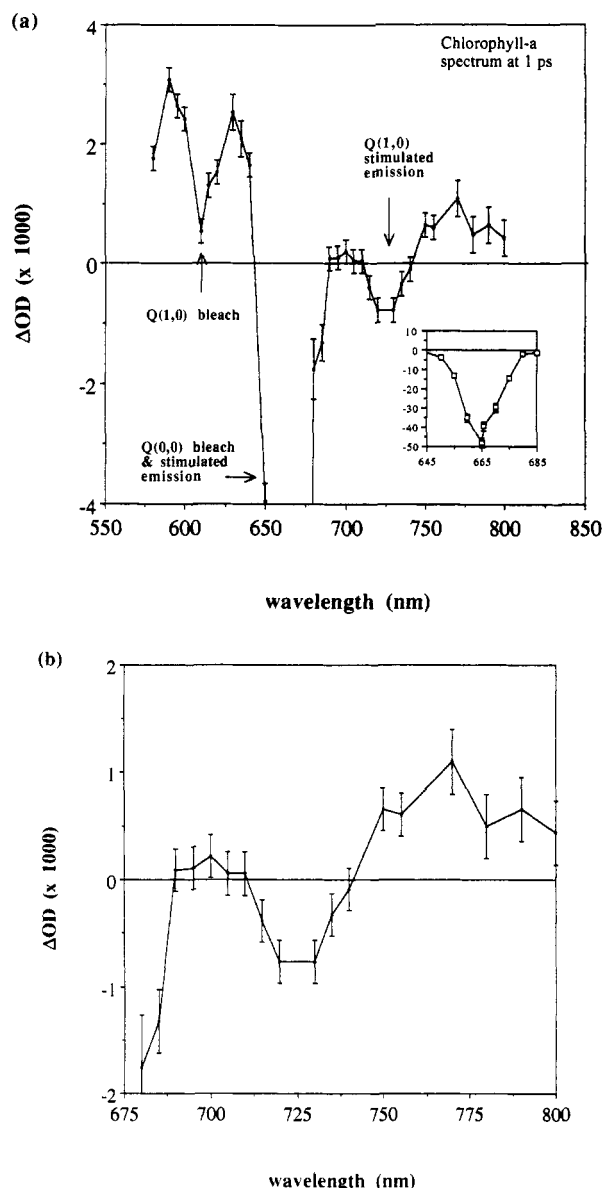 (a)
4
2
0
-2
-4
ΔOD (x 1000)
Chlorophyll-a
spectrum at 1 ps
Q(1,0)
stimulated
emission
Q(1,0) bleach
Q(0,0) bleach
& stimulated
emission
10
0
-10
-20
-30
-40
-50
645 665 685
550 600 650 700 750 800 850
wavelength (nm)
(b)
2
1
0
-1
-2
ΔOD (x 1000)
675 700 725 750 775 800
wavelength (nm)